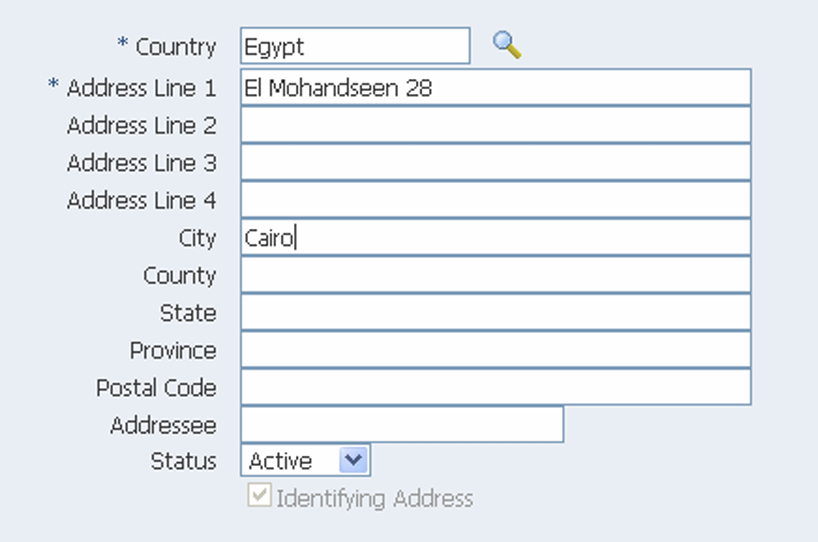 * Country Egypt
* Address Line 1 El Mohandseen 28
Address Line 2
Address Line 3
Address Line 4
City Cairo
County
State
Province
Postal Code
Addressee
Status Active
Identifying Address